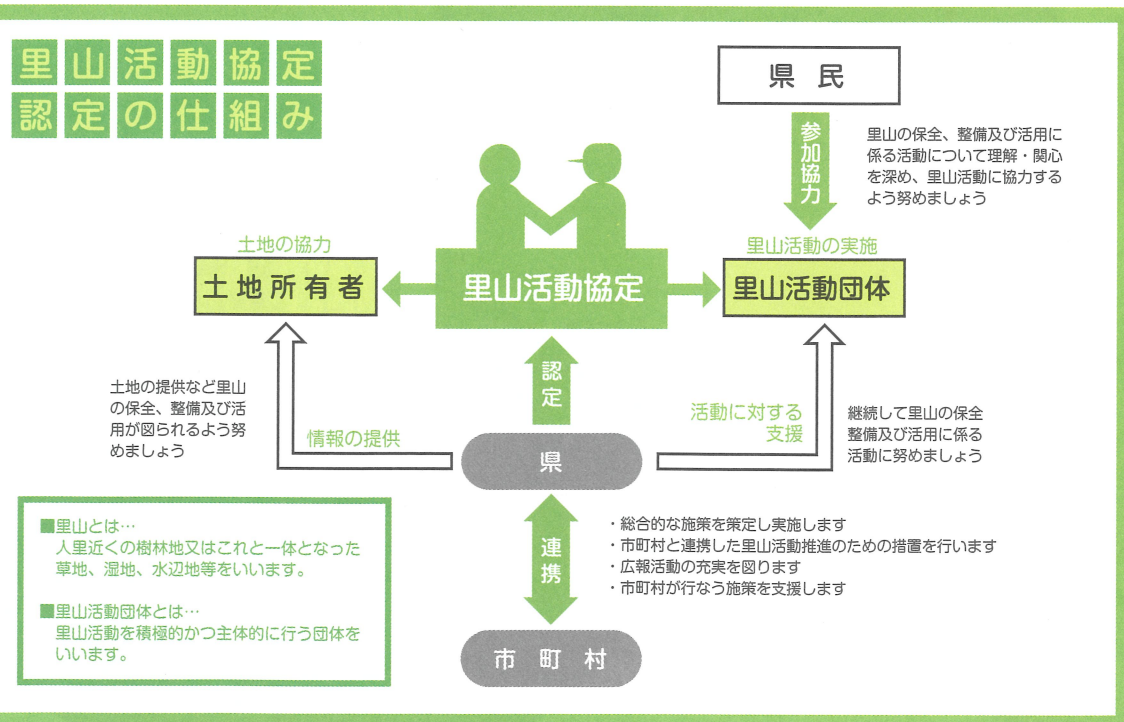 里山活動協定
認定の仕組み
県民
参加協力
里山の保全、整備及び活用に
係る活動について理解・関心
を深め、里山活動に協力する
よう努めましょう
土地の協力
土地所有者
里山活動協定
里山活動の実施
里山活動団体
土地の提供など里山
の保全、整備及び活
用が図られるよう努
めましょう
情報の提供
認定
活動に対する
支援
継続して里山の保全
整備及び活用に係る
活動に努めましょう
県
連携
・総合的な施策を策定し実施します
・市町村と連携した里山活動推進のための措置を行います
・広報活動の充実を図ります
・市町村が行なう施策を支援します
市町村
■里山とは…
人里近くの樹林地又はこれと一体となった
草地、湿地、水辺地等をいいます。
■里山活動団体とは…
里山活動を積極的かつ主体的に行う団体を
いいます。